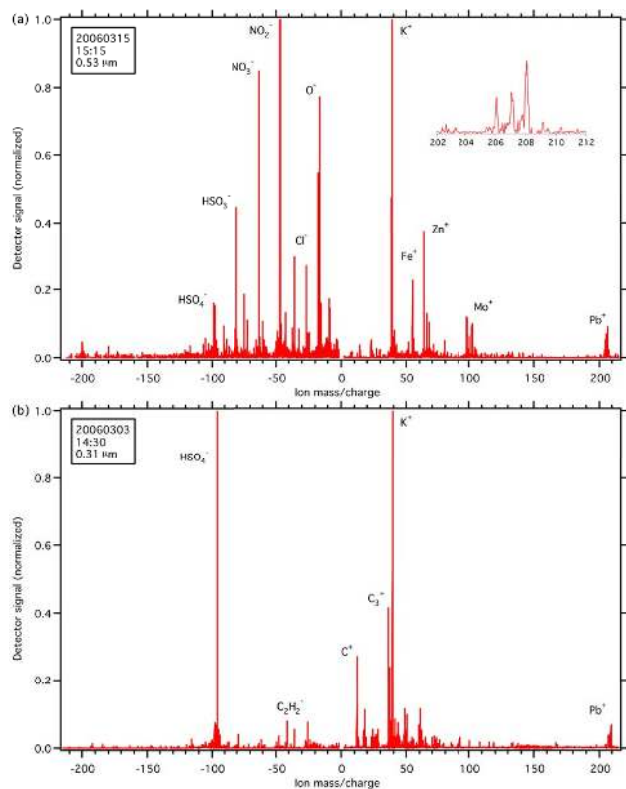 (a)
20060315
15:15
0.53 μm
NO₂⁻
NO₃⁻
O⁻
HSO₃⁻
Cl⁻
HSO₄⁻
K⁺
Fe⁺
Zn⁺
Mo⁺
Pb⁺
202 204 206 208 210 212
Detector signal (normalized)
1.0
0.8
0.6
0.4
0.2
0.0
-200 -150 -100 -50 0 50 100 150 200
Ion mass/charge
(b)
20060303
14:30
0.31 μm
HSO₄⁻
K⁺
C₃⁺
C⁺
C₂H₂⁻
Pb⁺
Detector signal (normalized)
1.0
0.8
0.6
0.4
0.2
0.0
-200 -150 -100 -50 0 50 100 150 200
Ion mass/charge